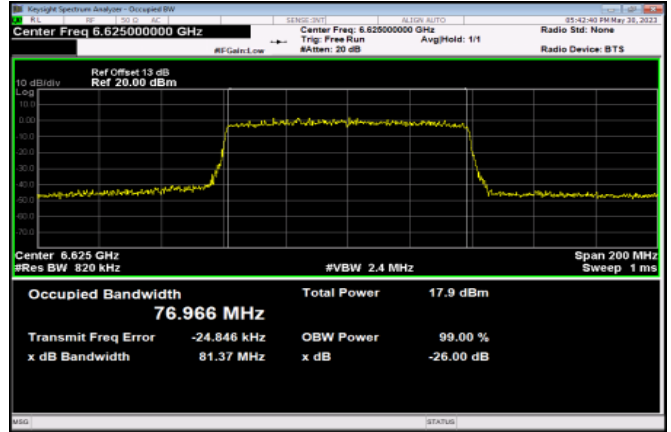 Keysight Spectrum Analyzer - Occupied BW
RL RF 50 Ω AC SENSE:INT ALIGN AUTO 05:42:40 PM May 30, 2023
Center Freq 6.625000000 GHz Center Freq: 6.625000000 GHz Radio Std: None
Trig: Free Run Avg|Hold: 1/1
#IFGain:Low #Atten: 20 dB Radio Device: BTS
Ref Offset 13 dB
10 dB/div Ref 20.00 dBm
Log
10.0
0.00
-10.0
-20.0
-30.0
-40.0
-50.0
-60.0
-70.0
Center 6.625 GHz Span 200 MHz
#Res BW 820 kHz #VBW 2.4 MHz Sweep 1 ms
Occupied Bandwidth Total Power 17.9 dBm
76.966 MHz
Transmit Freq Error -24.846 kHz OBW Power 99.00 %
x dB Bandwidth 81.37 MHz x dB -26.00 dB
MSG STATUS